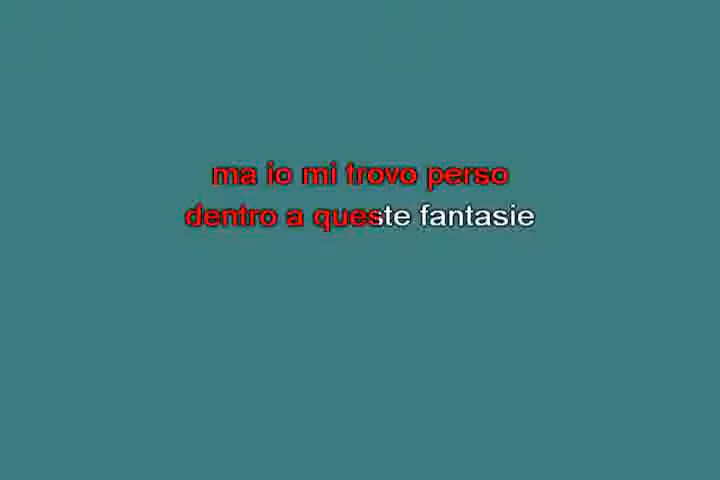 ma io mi trovo perso
dentro a queste fantasie